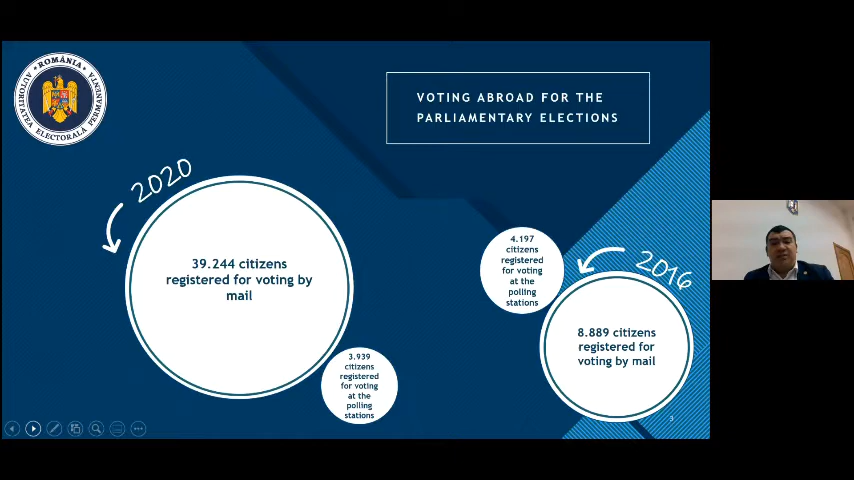 ROMÂNIA
AUTORITATEA ELECTORALĂ PERMANENTĂ
VOTING ABROAD FOR THE
PARLIAMENTARY ELECTIONS
2020
39.244 citizens
registered for voting by
mail
3.939
citizens
registered
for voting
at the
polling
stations
4.197
citizens
registered
for voting
at the
polling
stations
2016
8.889 citizens
registered for
voting by mail
3